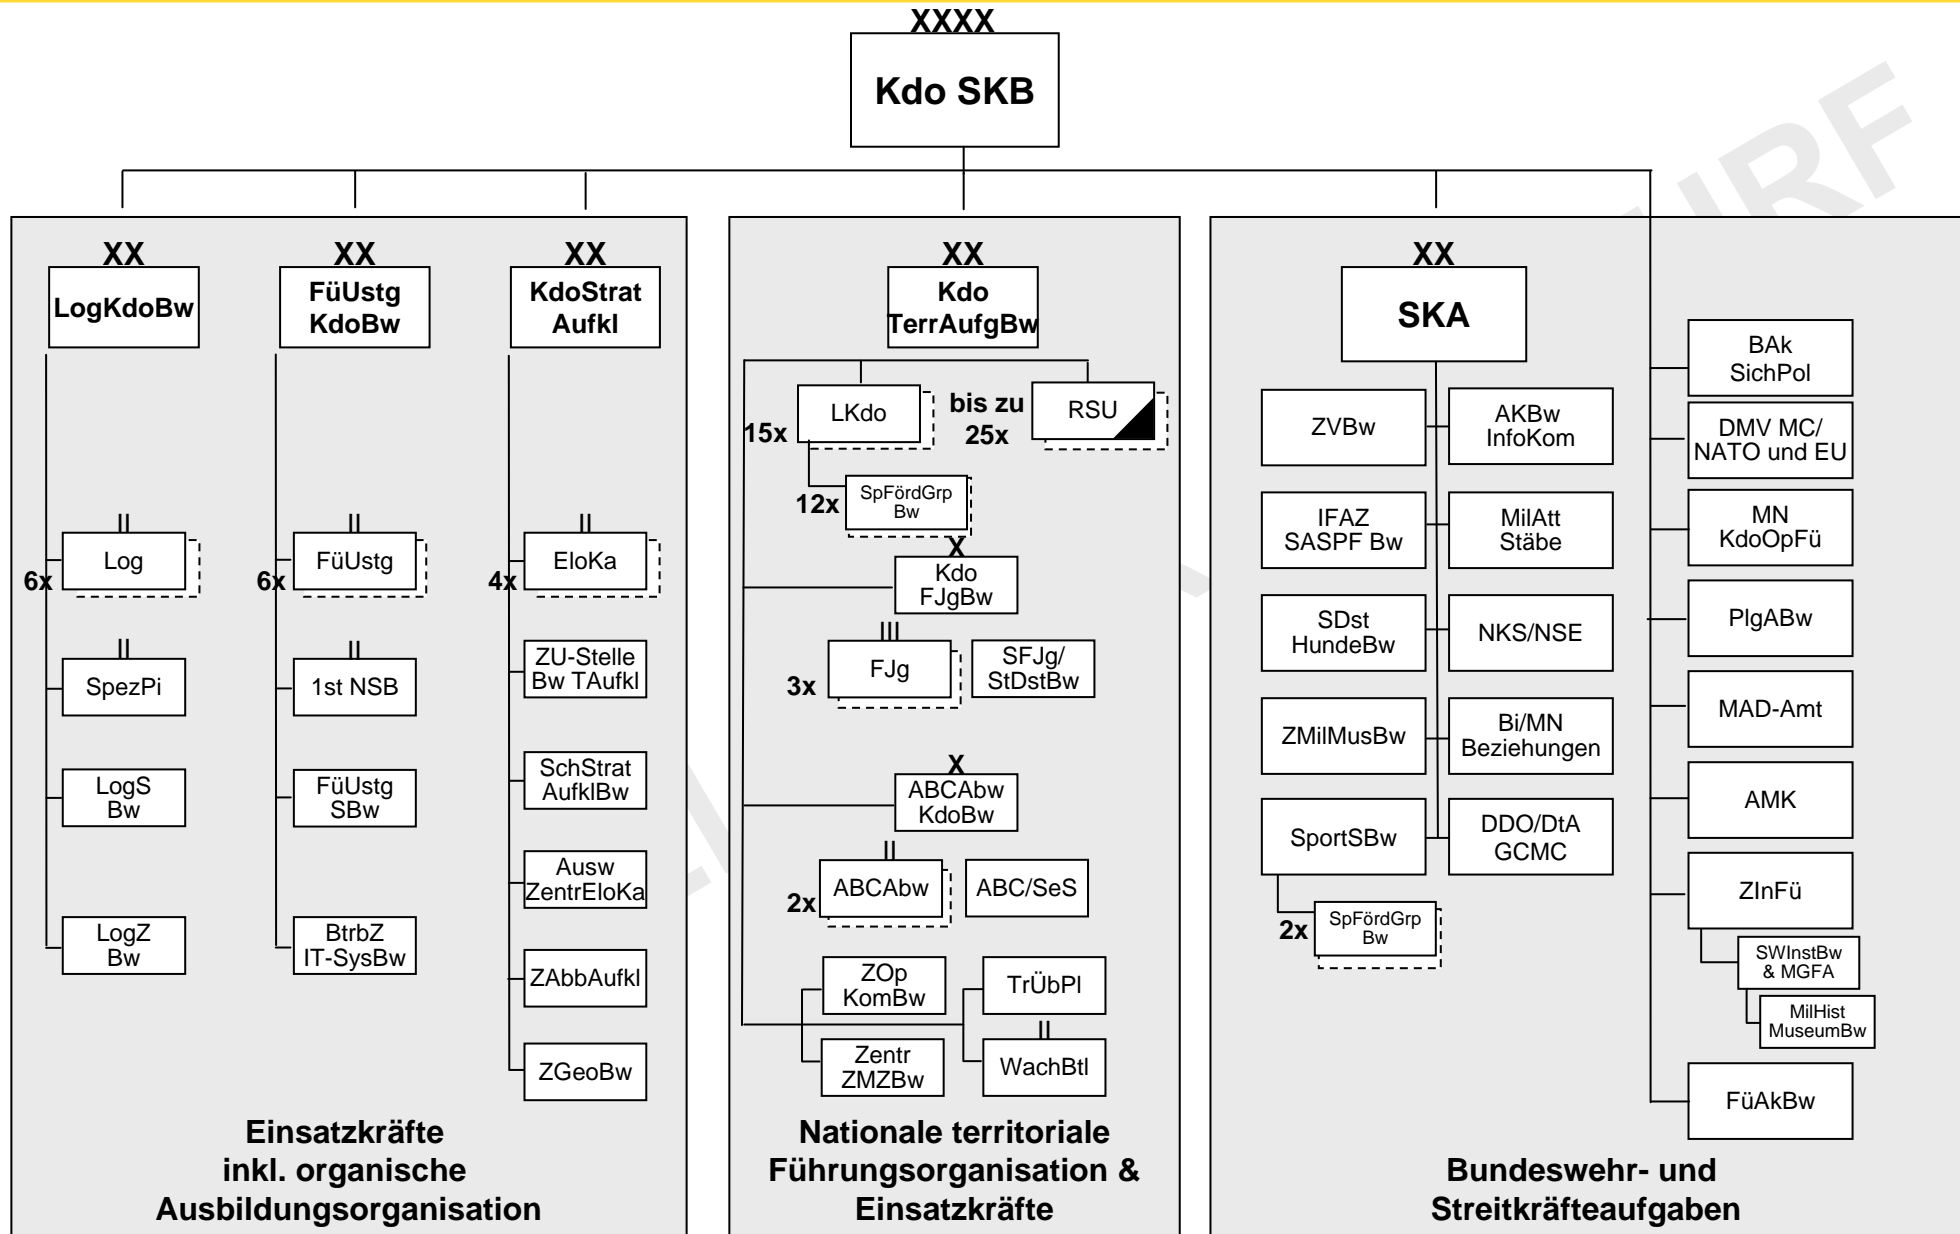 XXXX
Kdo SKB
XX
LogKdoBw
6x
II
Log
II
SpezPi
LogS
Bw
LogZ
Bw
XX
FüUstg
KdoBw
6x
II
FüUstg
II
1st NSB
FüUstg
SBw
BtrbZ
IT-SysBw
XX
KdoStrat
Aufkl
4x
II
EloKa
ZU-Stelle
Bw TAufkl
SchStrat
AufklBw
Ausw
ZentrEloKa
ZAbbAufkl
ZGeoBw
Einsatzkräfte
inkl. organische
Ausbildungsorganisation
XX
Kdo
TerrAufgBw
15x
LKdo
bis zu
25x
RSU
12x
SpFördGrp
Bw
X
Kdo
FJgBw
3x
III
FJg
SFJg/
StDstBw
X
ABCAbw
KdoBw
2x
II
ABCAbw
ABC/SeS
ZOp
KomBw
TrÜbPl
Zentr
ZMZBw
II
WachBtl
Nationale territoriale
Führungsorganisation &
Einsatzkräfte
XX
SKA
ZVBw
AKBw
InfoKom
IFAZ
SASPF Bw
MilAtt
Stäbe
SDst
HundeBw
NKS/NSE
ZMilMusBw
Bi/MN
Beziehungen
SportSBw
DDO/DtA
GCMC
2x
SpFördGrp
Bw
BAk
SichPol
DMV MC/
NATO und EU
MN
KdoOpFü
PlgABw
MAD-Amt
AMK
ZInFü
SWInstBw
& MGFA
MilHist
MuseumBw
FüAkBw
Bundeswehr- und
Streitkräfteaufgaben